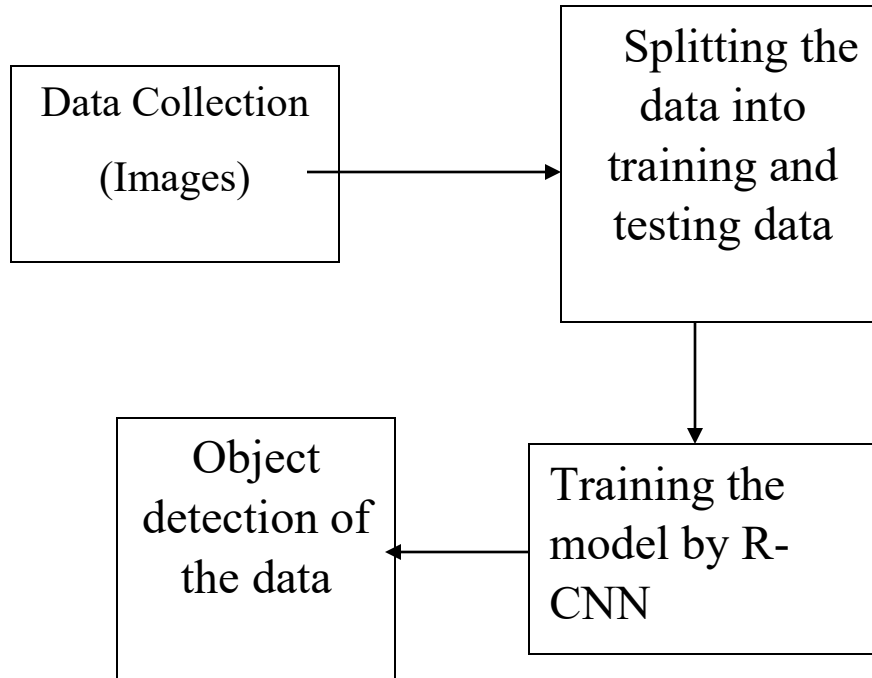 Data Collection
(Images)
Splitting the
data into
training and
testing data
Training the
model by R-
CNN
Object
detection of
the data